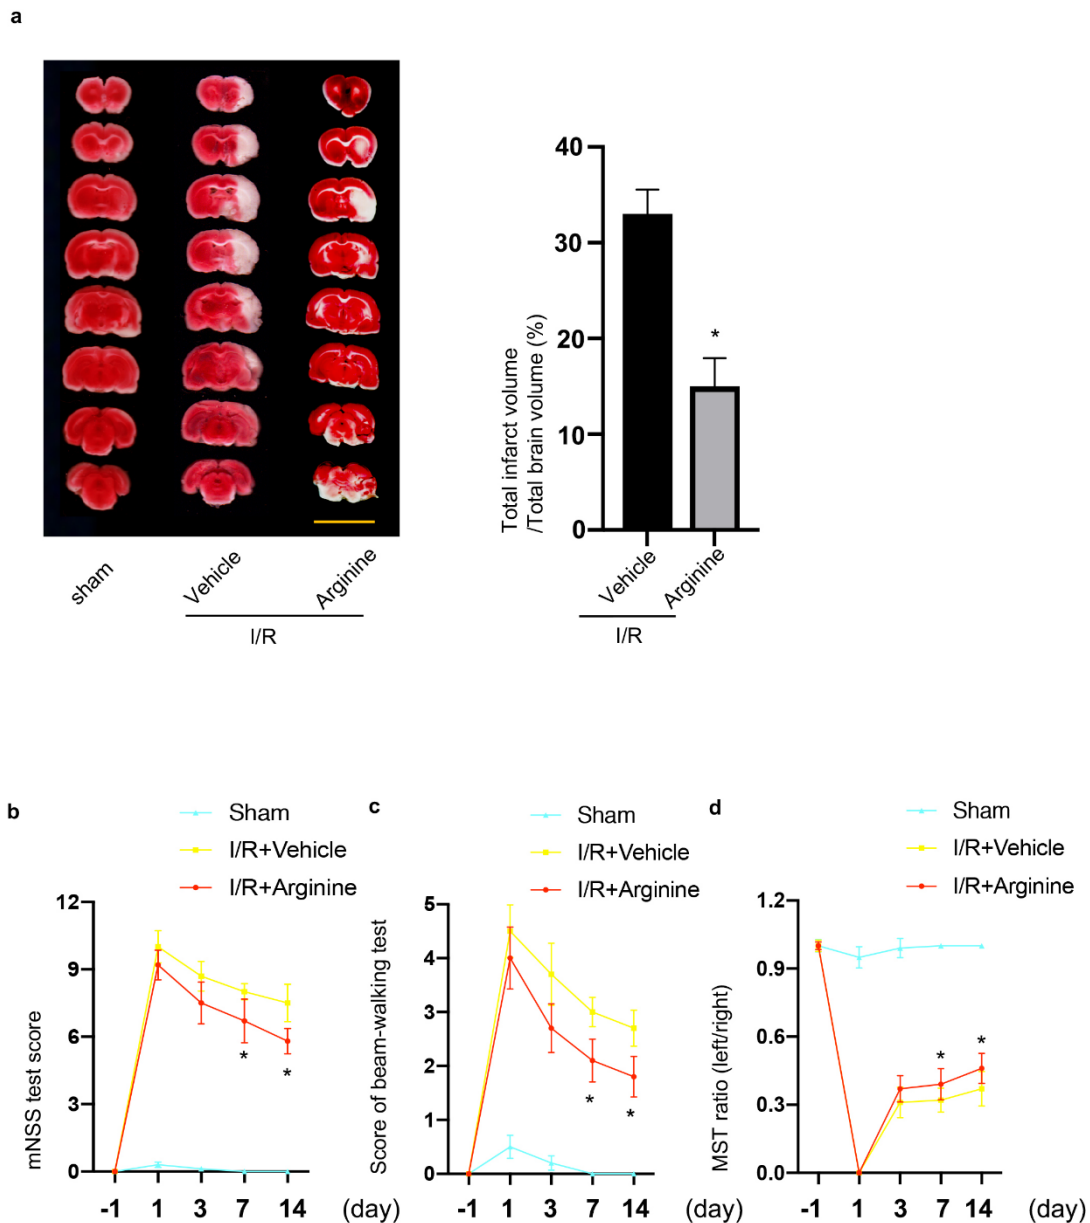 a
40
30
20
10
0
Total infarct volume
/Total brain volume (%)
*
sham
Vehicle
Arginine
I/R
Vehicle
Arginine
I/R
b
Sham
I/R+Vehicle
I/R+Arginine
12
9
6
3
0
mNSS test score
*
*
-1 1 3 7 14 (day)
c
Sham
I/R+Vehicle
I/R+Arginine
5
4
3
2
1
0
Score of beam-walking test
*
*
-1 1 3 7 14 (day)
d
Sham
I/R+Vehicle
I/R+Arginine
1.2
0.9
0.6
0.3
0.0
MST ratio (left/right)
*
*
-1 1 3 7 14 (day)